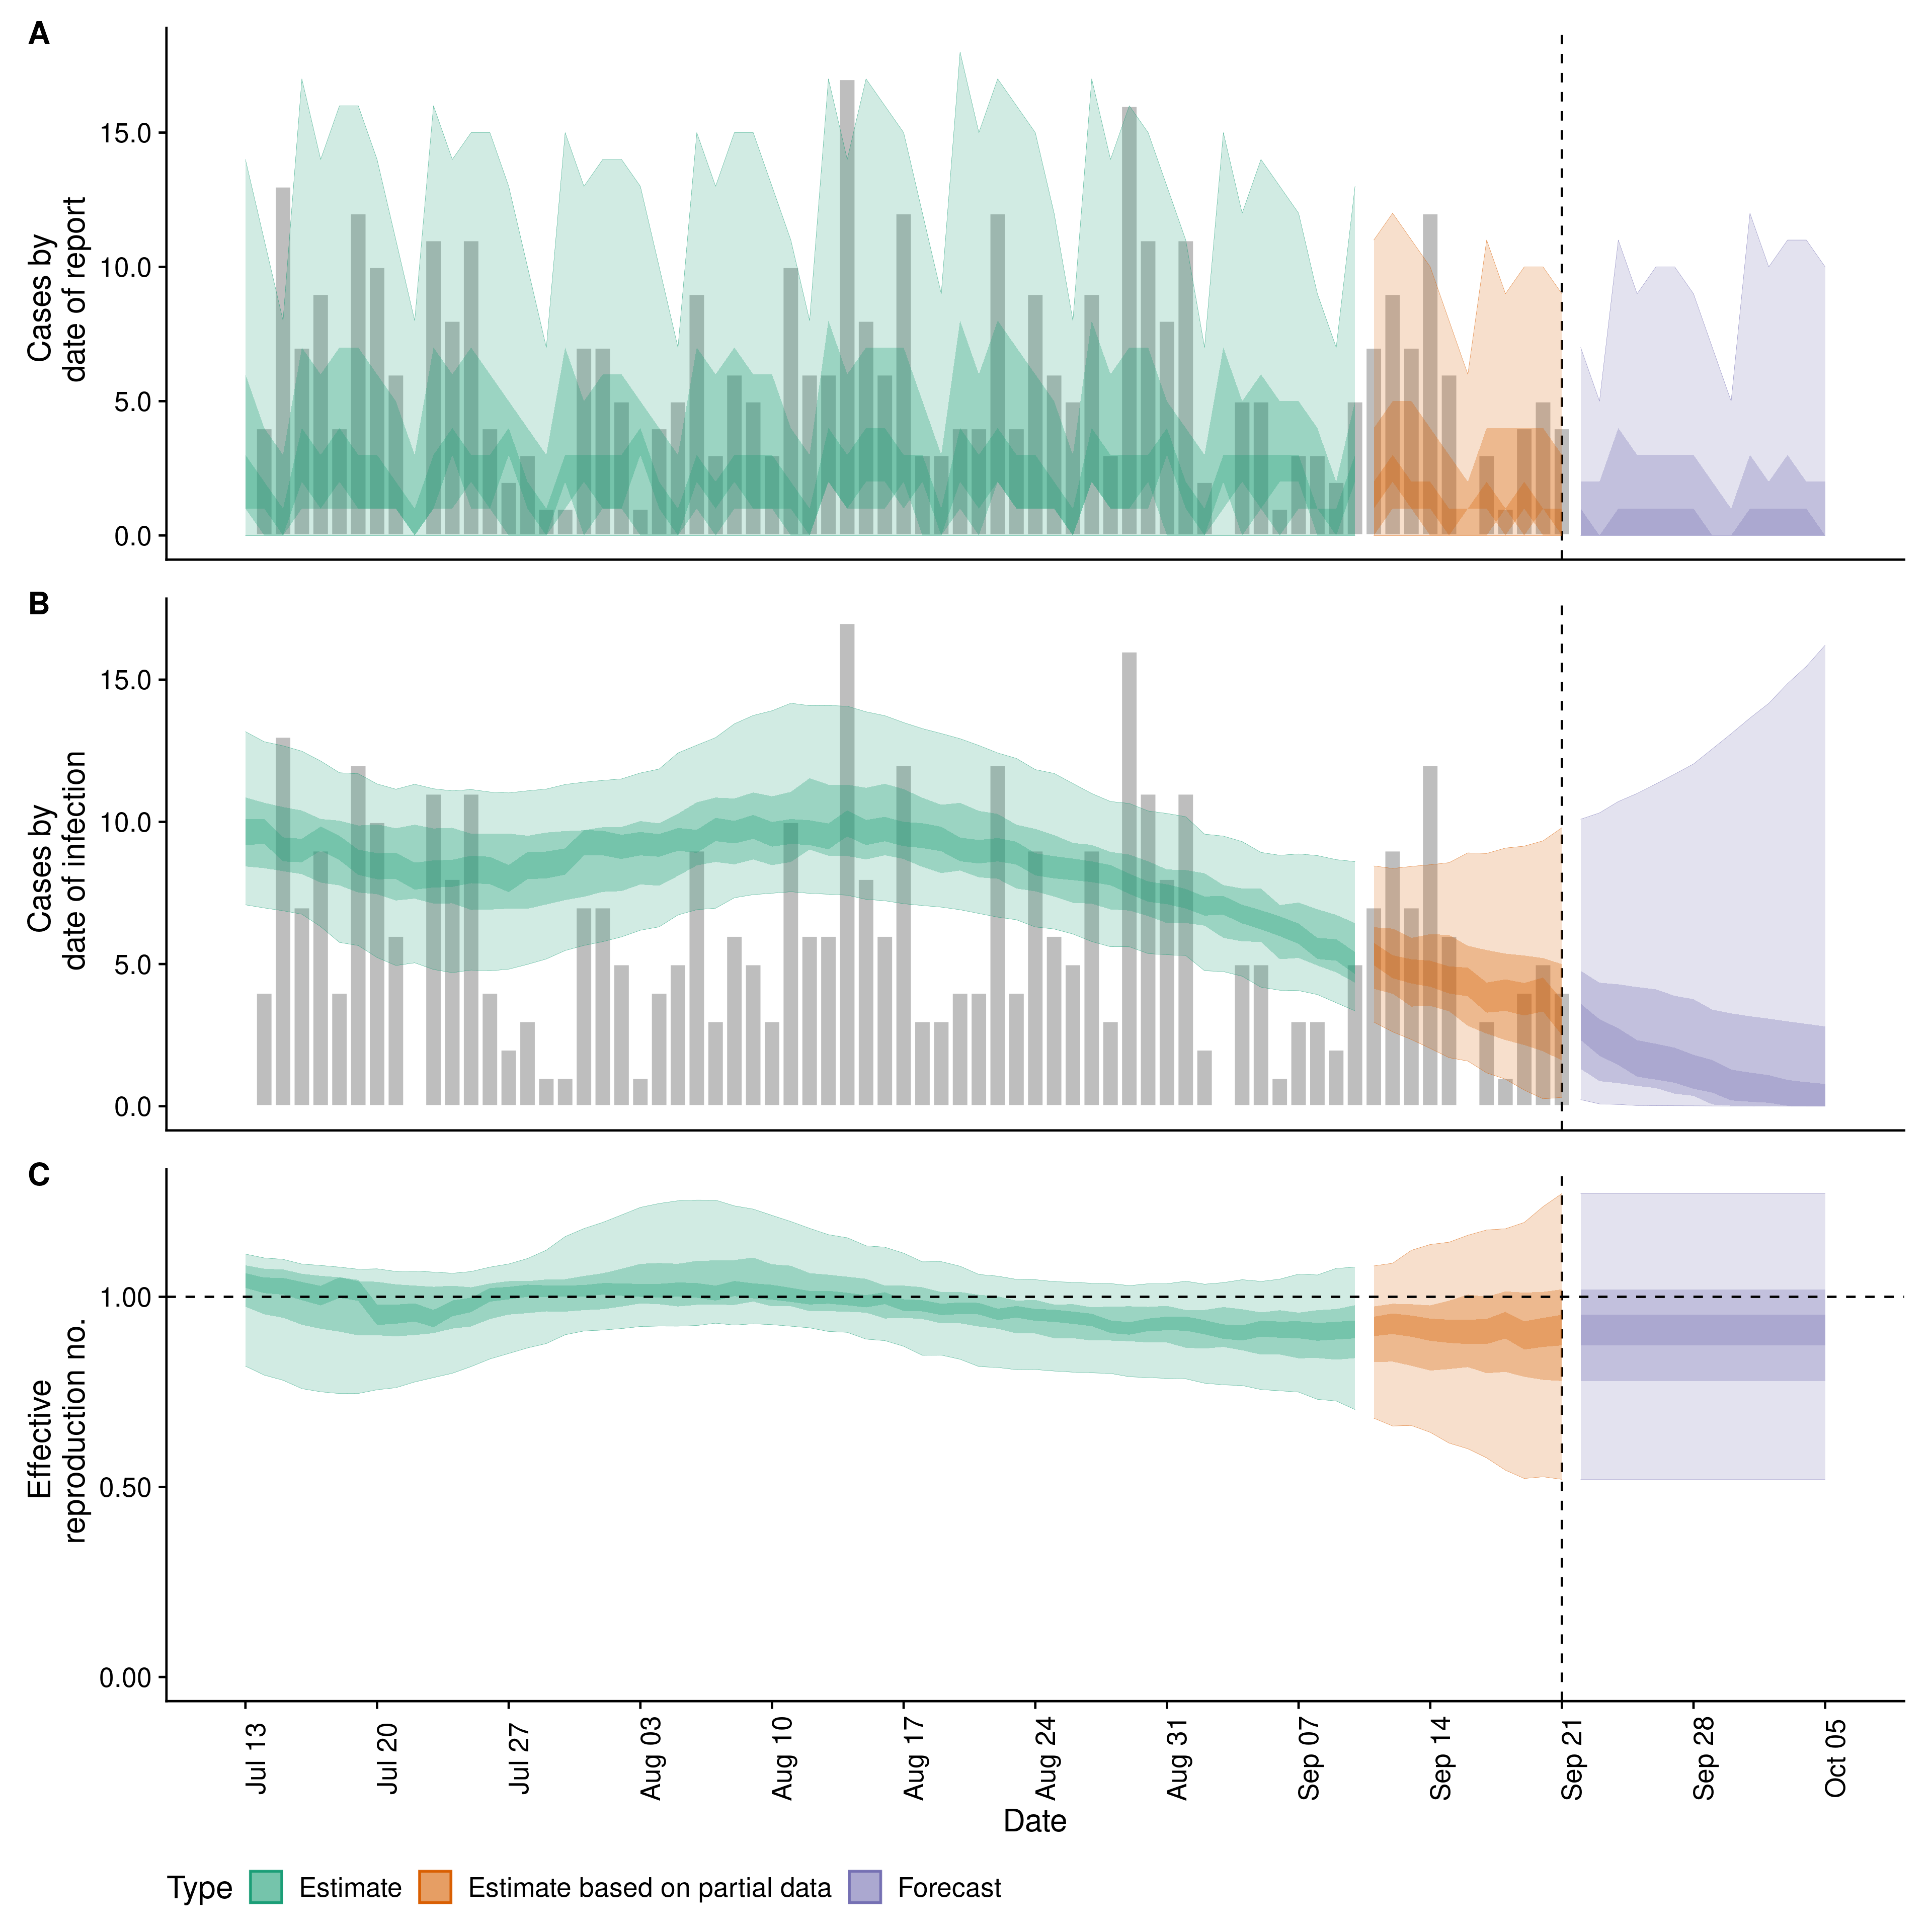 A
Cases by
date of report
15.0
10.0
5.0
0.0
B
Cases by
date of infection
15.0
10.0
5.0
0.0
C
Effective
reproduction no.
1.00
0.50
0.00
Jul 13
Jul 20
Jul 27
Aug 03
Aug 10
Aug 17
Aug 24
Aug 31
Sep 07
Sep 14
Sep 21
Sep 28
Oct 05
Date
Type Estimate Estimate based on partial data Forecast